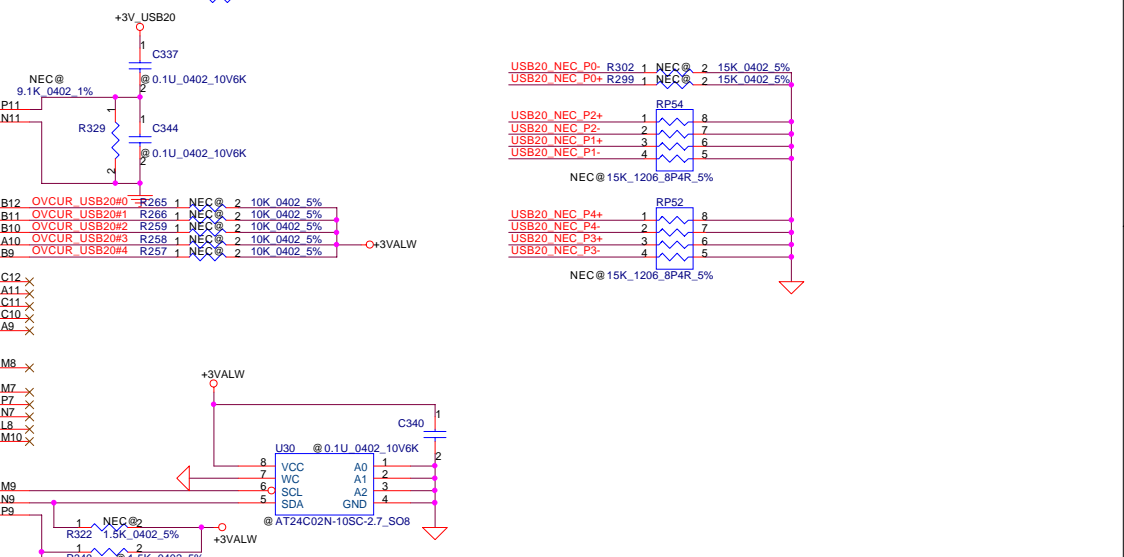 +3V_USB20
1
C337
@ 0.1U_0402_10V6K
2
NEC@
9.1K_0402_1%
P11
N11
1
R329
2
1
C344
@ 0.1U_0402_10V6K
2
USB20_NEC_P0- R302 1 NEC@ 2 15K_0402_5%
USB20_NEC_P0+ R299 1 NEC@ 2 15K_0402_5%
RP54
USB20_NEC_P2+ 1 8
USB20_NEC_P2- 2 7
USB20_NEC_P1+ 3 6
USB20_NEC_P1- 4 5
NEC@ 15K_1206_8P4R_5%
B12 OVCUR_USB20#0 R265 1 NEC@ 2 10K_0402_5%
B11 OVCUR_USB20#1 R266 1 NEC@ 2 10K_0402_5%
B10 OVCUR_USB20#2 R259 1 NEC@ 2 10K_0402_5%
A10 OVCUR_USB20#3 R258 1 NEC@ 2 10K_0402_5%
B9 OVCUR_USB20#4 R257 1 NEC@ 2 10K_0402_5%
+3VALW
RP52
USB20_NEC_P4+ 1 8
USB20_NEC_P4- 2 7
USB20_NEC_P3+ 3 6
USB20_NEC_P3- 4 5
NEC@ 15K_1206_8P4R_5%
C12
A11
C11
C10
A9
M8
M7
P7
N7
L8
M10
+3VALW
1
C340
2
U30 @ 0.1U_0402_10V6K
8 VCC A0 1
7 WC A1 2
M9 6 SCL A2 3
N9 5 SDA GND 4
P9
@ AT24C02N-10SC-2.7_SO8
1 NEC@ 2
R322 1.5K_0402_5%
+3VALW
1 2